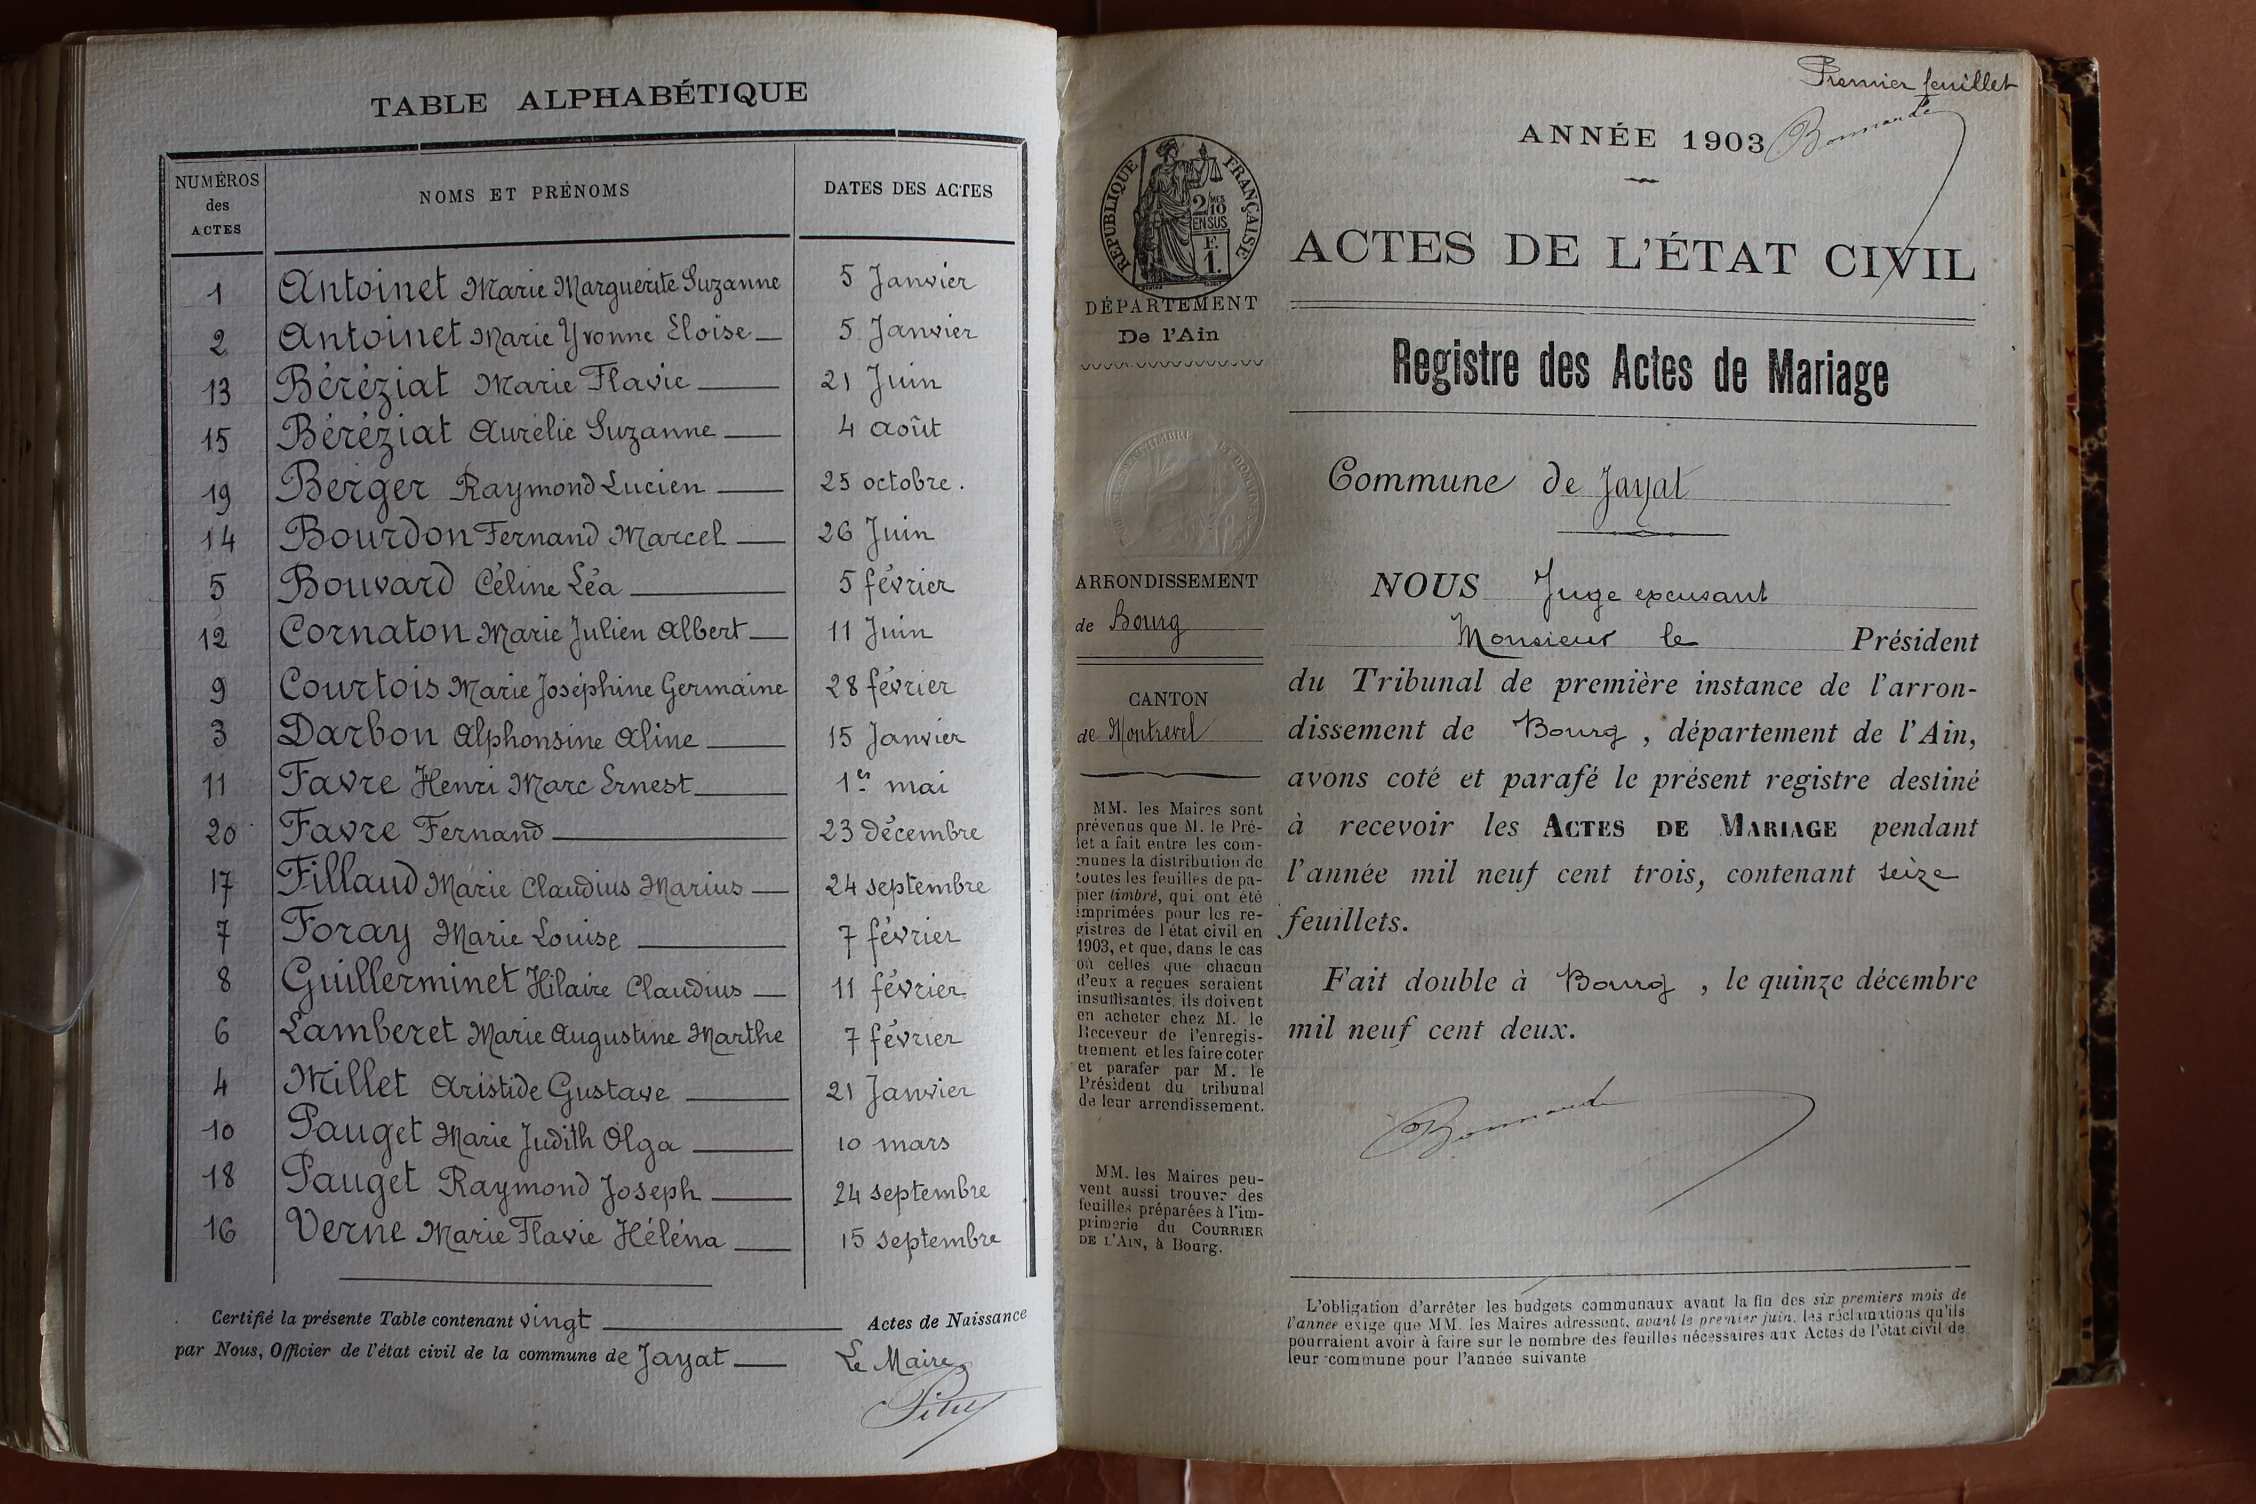 TABLE ALPHABÉTIQUE
NUMÉROS des ACTES NOMS ET PRÉNOMS DATES DES ACTES
1 Antoinet Marie Marguerite Suzanne 5 Janvier
2 Antoinet Marie Yvonne Eloise 5 Janvier
13 Béréziat Marie Flavie 21 Juin
15 Béréziat Aurélie Suzanne 4 août
19 Berger Raymond Lucien 25 octobre.
14 Bourdon Fernand Marcel 26 Juin
5 Bouvard Céline Léa 5 février
12 Cornaton Marie Julien Albert 11 Juin
9 Courtois Marie Joséphine Germaine 28 février
3 Darbon Alphonsine Aline 15 Janvier
11 Favre Henri Marc Ernest 1er mai
20 Favre Fernand 23 décembre
17 Fillaud Marie Claudius Marius 24 septembre
7 Foray Marie Louise 7 février
8 Guillerminet Hilaire Claudius 11 février
6 Lamberet Marie Augustine Marthe 7 février
4 Millet Aristide Gustave 21 Janvier
10 Pauget Marie Judith Olga 10 mars
18 Pauget Raymond Joseph 24 septembre
16 Verne Marie Flavie Héléna 15 septembre
Certifié la présente Table contenant vingt Actes de Naissance
par Nous, Officier de l'état civil de la commune de Jayat Le Maire
Premier feuillet
ANNÉE 1903
RÉPUBLIQUE FRANÇAISE
2/10
EN SUS
F.
1.
DÉPARTEMENT
De l'Ain
ARRONDISSEMENT
de Bourg
CANTON
de Montrevel
MM. les Maires sont
prévenus que M. le Pré-
fet a fait entre les com-
munes la distribution de
toutes les feuilles de pa-
pier timbré, qui ont été
imprimées pour les re-
gistres de l'état civil en
1903, et que, dans le cas
où celles que chacun
d'eux a reçues seraient
insuffisantes, ils doivent
en acheter chez M. le
Receveur de l'enregis-
trement et les faire coter
et parafer par M. le
Président du tribunal
de leur arrondissement.
MM. les Maires peu-
vent aussi trouver des
feuilles préparées à l'im-
primerie du COURRIER
DE L'AIN, à Bourg.
ACTES DE L'ÉTAT CIVIL
Registre des Actes de Mariage
Commune de Jayat
NOUS Juge excusant
Monsieur le Président
du Tribunal de première instance de l'arron-
dissement de Bourg, département de l'Ain,
avons coté et parafé le présent registre destiné
à recevoir les ACTES DE MARIAGE pendant
l'année mil neuf cent trois, contenant seize
feuillets.
Fait double à Bourg, le quinze décembre
mil neuf cent deux.
L'obligation d'arrêter les budgets communaux avant la fin des six premiers mois de
l'année exige que MM. les Maires adressent, avant le premier juin, les réclamations qu'ils
pourraient avoir à faire sur le nombre des feuilles nécessaires aux Actes de l'état civil de
leur commune pour l'année suivante